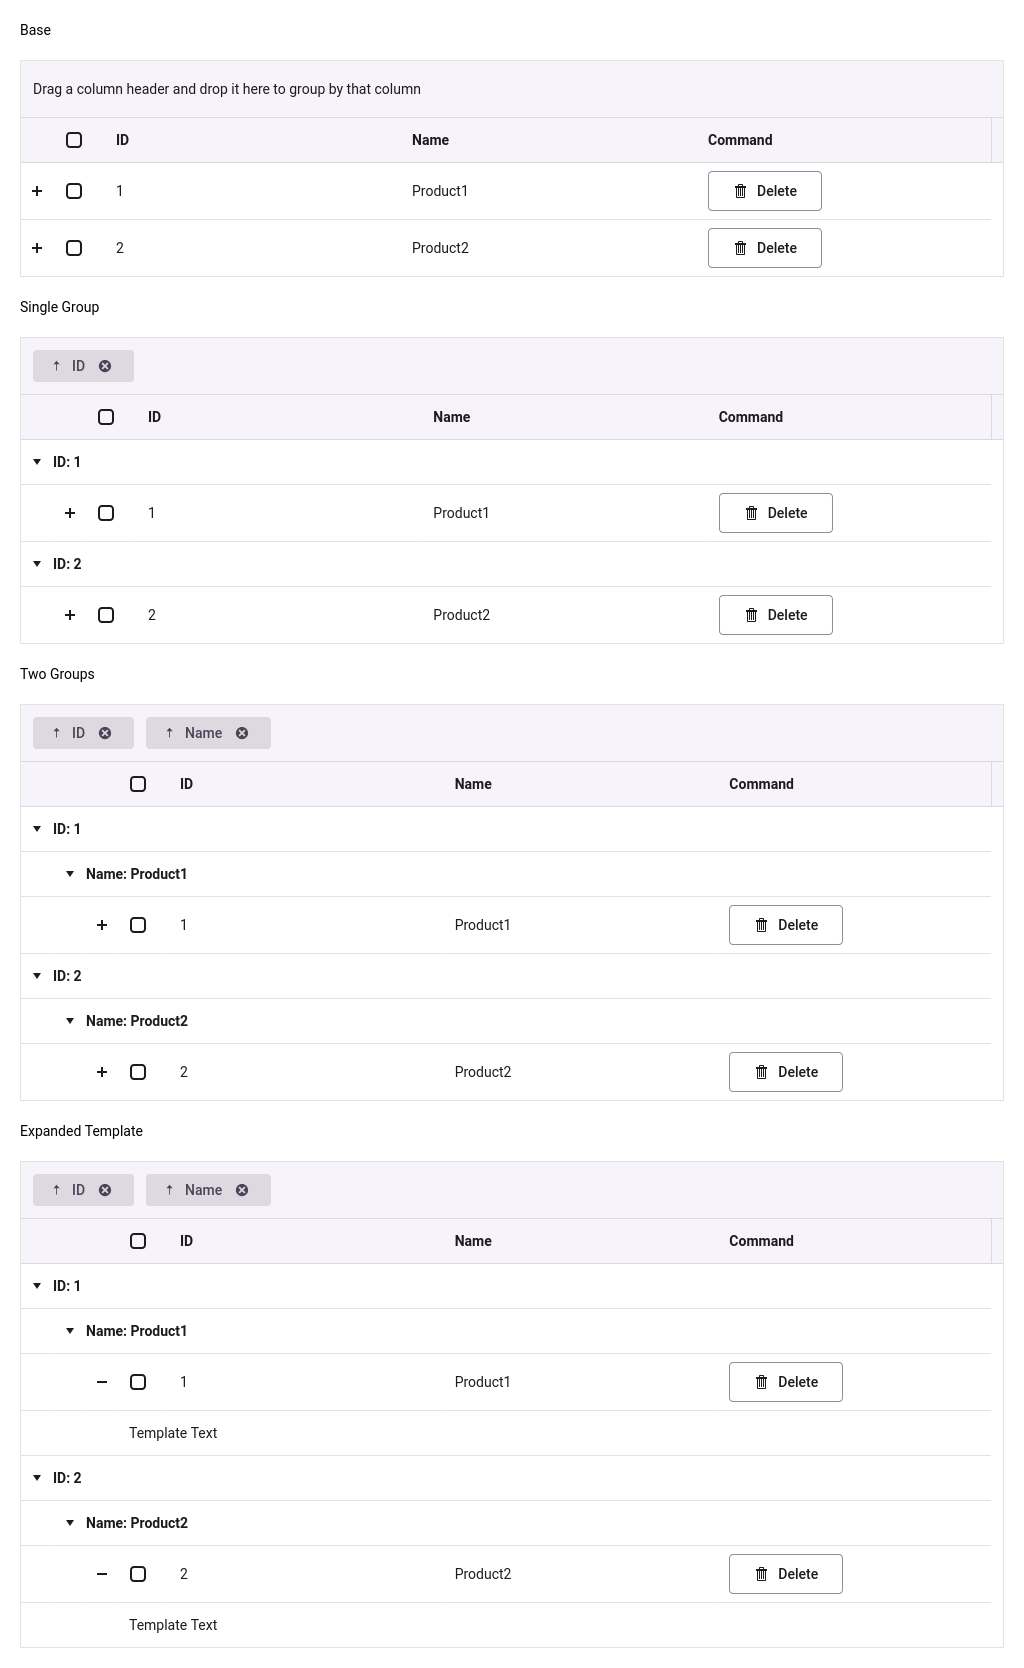 Base
Drag a column header and drop it here to group by that column
ID Name Command
1 Product1 Delete
2 Product2 Delete
Single Group
ID
ID Name Command
ID: 1
1 Product1 Delete
ID: 2
2 Product2 Delete
Two Groups
ID Name
ID Name Command
ID: 1
Name: Product1
1 Product1 Delete
ID: 2
Name: Product2
2 Product2 Delete
Expanded Template
ID Name
ID Name Command
ID: 1
Name: Product1
1 Product1 Delete
Template Text
ID: 2
Name: Product2
2 Product2 Delete
Template Text